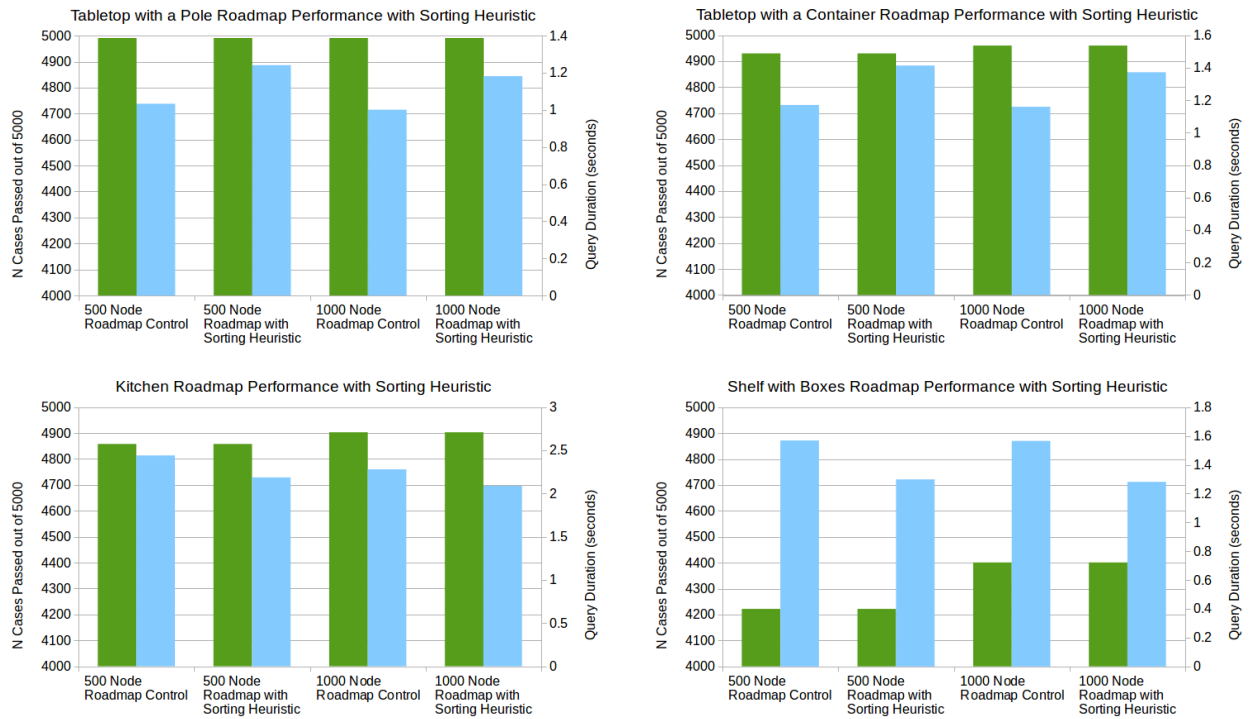 Tabletop with a Pole Roadmap Performance with Sorting Heuristic
N Cases Passed out of 5000
5000
4900
4800
4700
4600
4500
4400
4300
4200
4100
4000
1.4
1.2
1
0.8
0.6
0.4
0.2
0
Query Duration (seconds)
500 Node
Roadmap Control
500 Node
Roadmap with
Sorting Heuristic
1000 Node
Roadmap Control
1000 Node
Roadmap with
Sorting Heuristic
Tabletop with a Container Roadmap Performance with Sorting Heuristic
N Cases Passed out of 5000
5000
4900
4800
4700
4600
4500
4400
4300
4200
4100
4000
1.6
1.4
1.2
1
0.8
0.6
0.4
0.2
0
Query Duration (seconds)
500 Node
Roadmap Control
500 Node
Roadmap with
Sorting Heuristic
1000 Node
Roadmap Control
1000 Node
Roadmap with
Sorting Heuristic
Kitchen Roadmap Performance with Sorting Heuristic
N Cases Passed out of 5000
5000
4900
4800
4700
4600
4500
4400
4300
4200
4100
4000
3
2.5
2
1.5
1
0.5
0
Query Duration (seconds)
500 Node
Roadmap Control
500 Node
Roadmap with
Sorting Heuristic
1000 Node
Roadmap Control
1000 Node
Roadmap with
Sorting Heuristic
Shelf with Boxes Roadmap Performance with Sorting Heuristic
N Cases Passed out of 5000
5000
4900
4800
4700
4600
4500
4400
4300
4200
4100
4000
1.8
1.6
1.4
1.2
1
0.8
0.6
0.4
0.2
0
Query Duration (seconds)
500 Node
Roadmap Control
500 Node
Roadmap with
Sorting Heuristic
1000 Node
Roadmap Control
1000 Node
Roadmap with
Sorting Heuristic